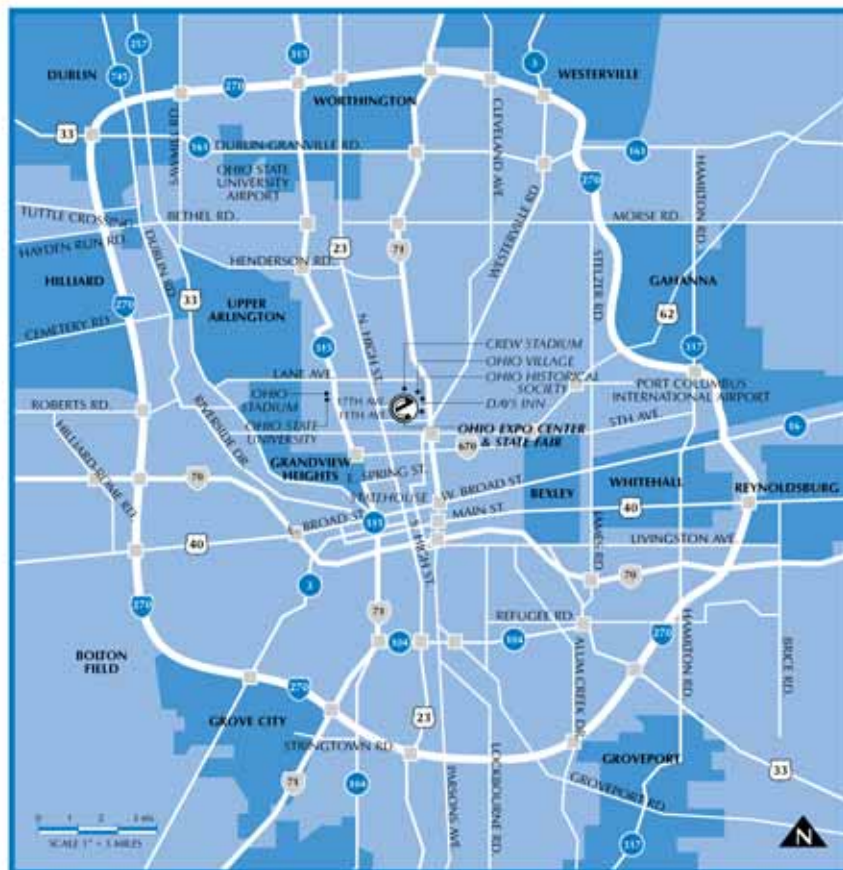 257
745
DUBLIN
270
315
WORTHINGTON
3
WESTERVILLE
33
SAWMILL RD.
161
DUBLIN-GRANVILLE RD.
CLEVELAND AVE
161
270
HAMILTON RD.
OHIO STATE
UNIVERSITY
AIRPORT
TUTTLE CROSSING
BETHEL RD.
WESTERVILLE RD
MORSE RD.
HAYDEN RUN RD.
DUBLIN RD
HENDERSON RD.
23
71
STELZER RD.
HILLIARD
270
33
UPPER
ARLINGTON
GAHANNA
62
CEMETERY RD.
N. HIGH ST.
315
CREW STADIUM
OHIO VILLAGE
OHIO HISTORICAL
SOCIETY
DAYS INN
317
LANE AVE.
OHIO
STADIUM
17TH AVE.
11TH AVE.
OHIO STATE
UNIVERSITY
PORT COLUMBUS
INTERNATIONAL AIRPORT
ROBERTS RD.
RIVERSIDE DR.
OHIO EXPO CENTER
& STATE FAIR
5TH AVE.
16
HILLIARD-ROME RD.
670
GRANDVIEW
HEIGHTS
E. SPRING ST.
70
STATEHOUSE
W. BROAD ST.
BEXLEY
WHITEHALL
REYNOLDSBURG
E. BROAD ST.
315
MAIN ST.
40
40
S. HIGH ST.
JAMES RD.
LIVINGSTON AVE.
3
70
270
71
REFUGEE RD.
104
104
270
HAMILTON RD.
BRICE RD.
BOLTON
FIELD
ALUM CREEK DR.
270
GROVE CITY
23
STRINGTOWN RD.
GROVEPORT
33
71
104
PARSONS AVE
LOCKBOURNE RD.
GROVEPORT RD.
317
0 1 2 3 mi.
SCALE 1" = 3 MILES
N